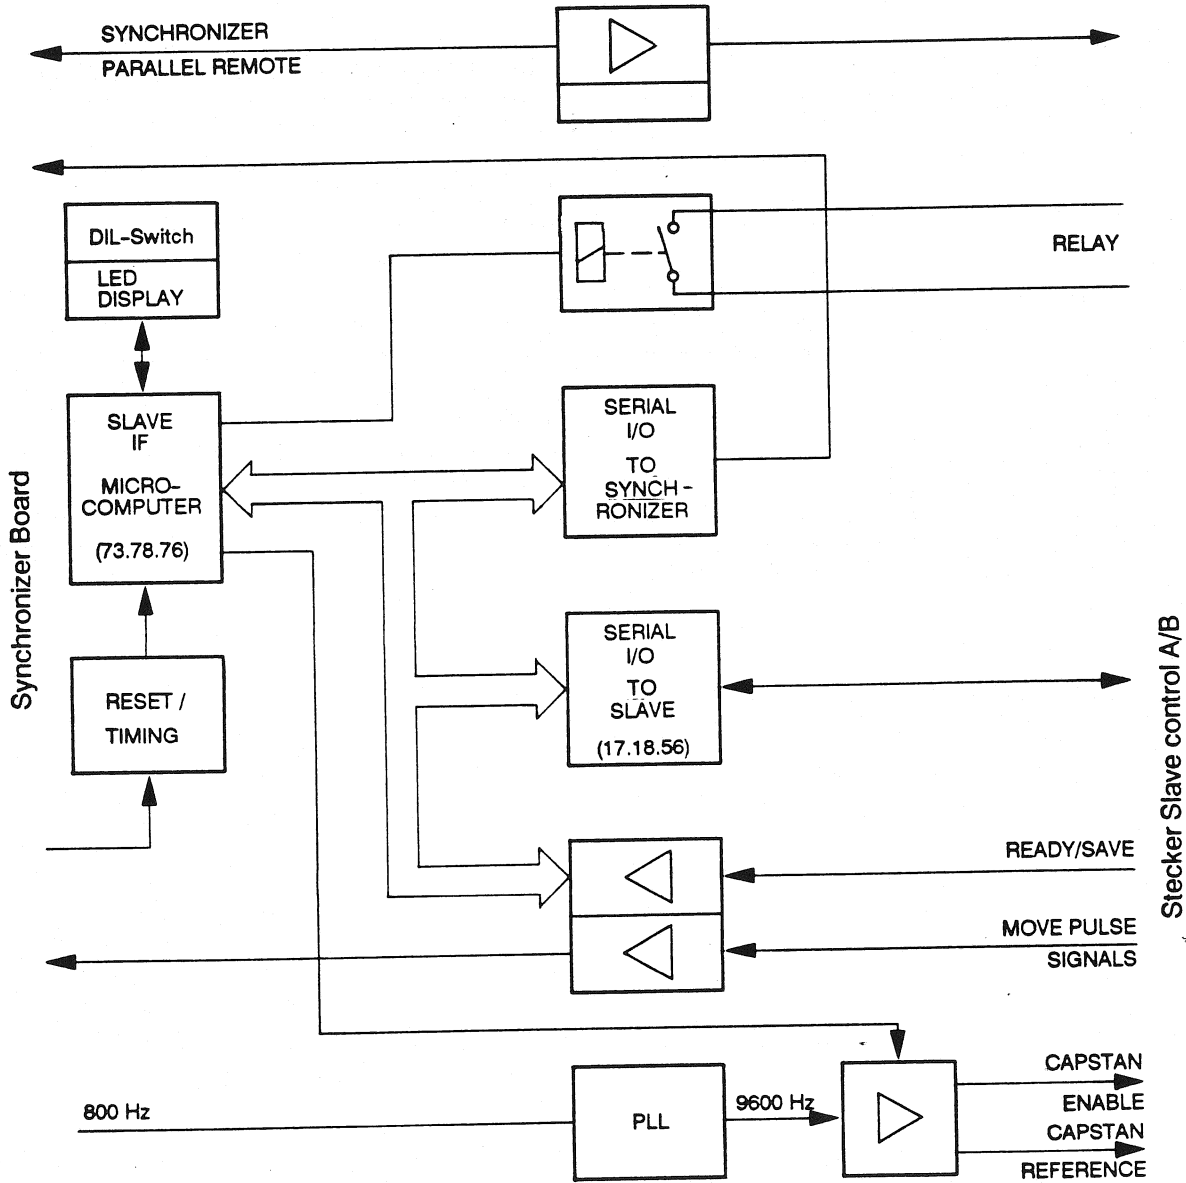 SYNCHRONIZER
PARALLEL REMOTE
DIL-Switch
LED
DISPLAY
RELAY
SLAVE
IF
MICRO-
COMPUTER
(73.78.76)
SERIAL
I/O
TO
SYNCH-
RONIZER
Synchronizer Board
RESET /
TIMING
SERIAL
I/O
TO
SLAVE
(17.18.56)
Stecker Slave control A/B
READY/SAVE
MOVE PULSE
SIGNALS
800 Hz
PLL
9600 Hz
CAPSTAN
ENABLE
CAPSTAN
REFERENCE